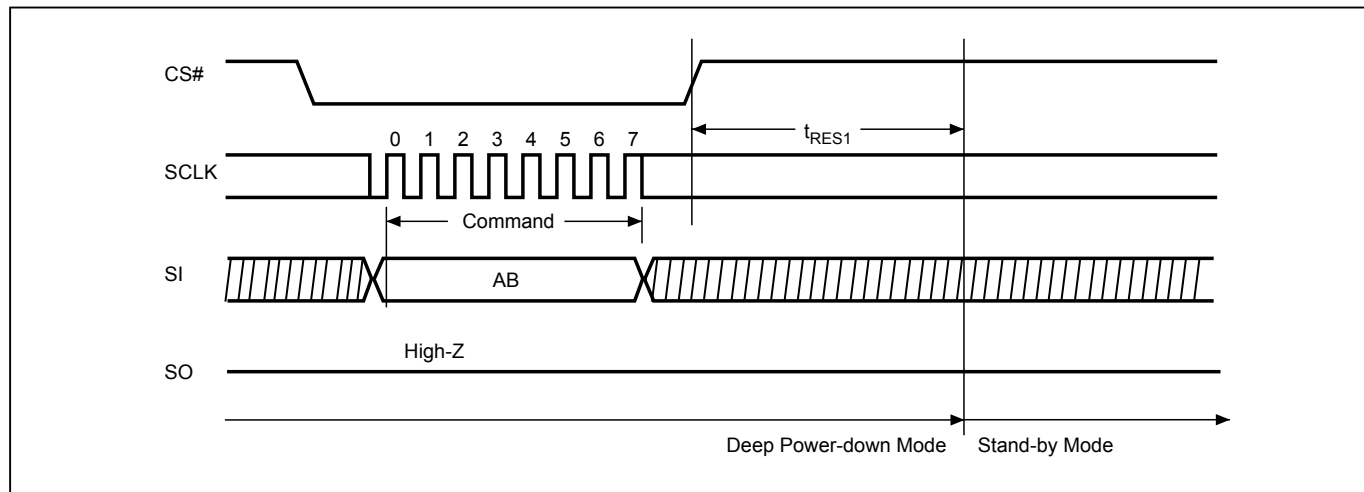 CS#
tRES1
0 1 2 3 4 5 6 7
SCLK
Command
SI
AB
High-Z
SO
Deep Power-down Mode Stand-by Mode